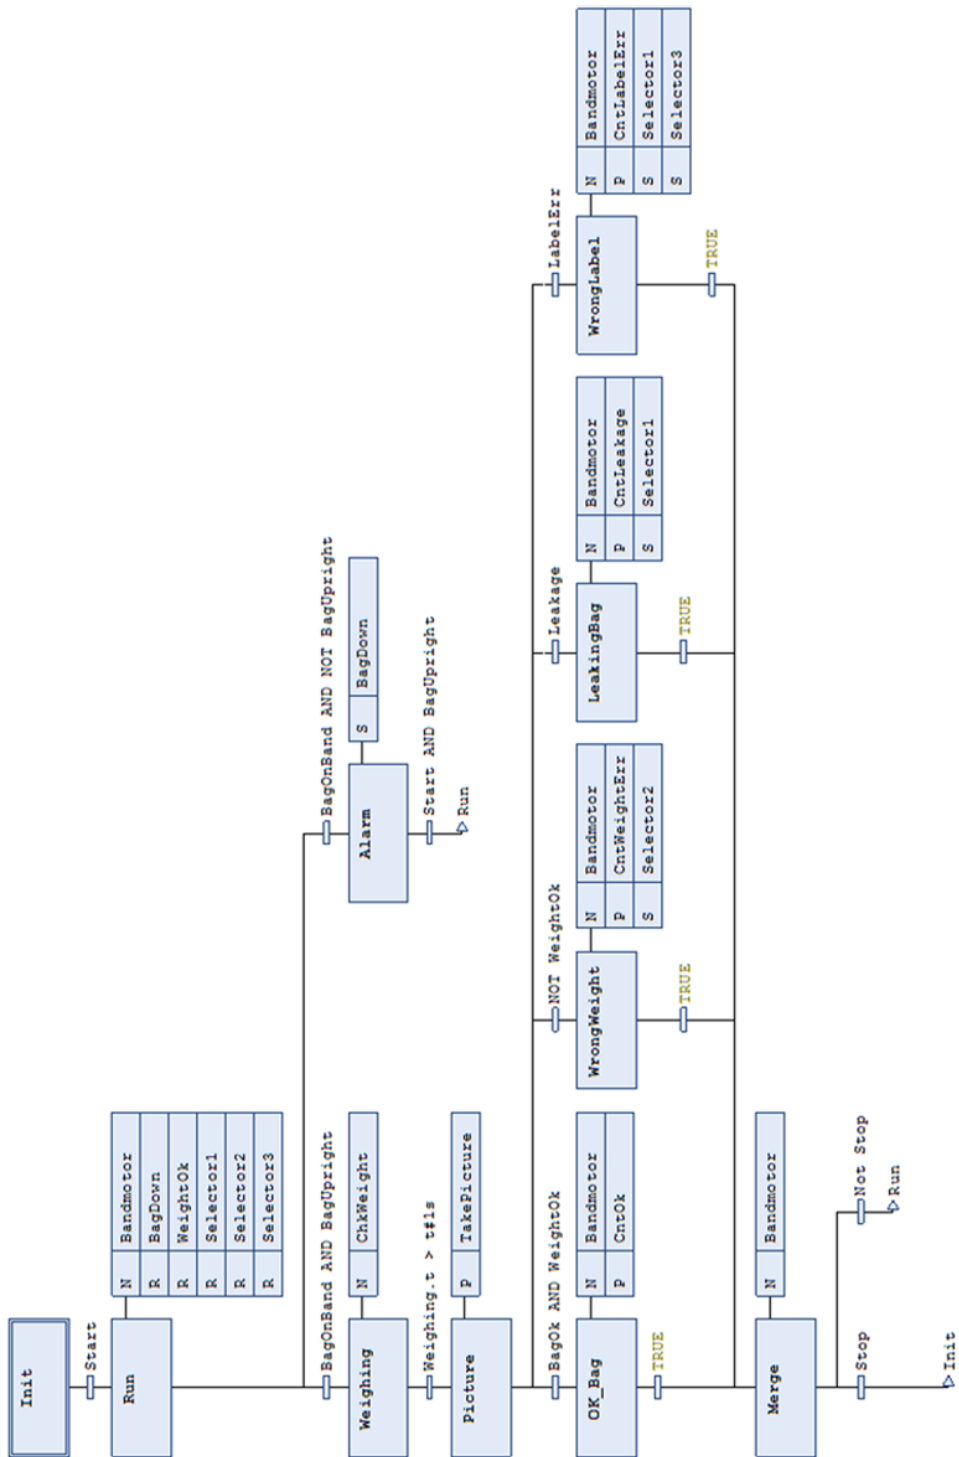 Init
Start
Run
N Bandmotor
R BagDown
R WeightOk
R Selector1
R Selector2
R Selector3
BagOnBand AND BagUpright
BagOnBand AND NOT BagUpright
Weighing
N ChkWeight
Alarm
S BagDown
Weighing.t > t#1s
Start AND BagUpright
Run
Picture
P TakePicture
BagOk AND WeightOk
NOT WeightOk
Leakage
LabelErr
OK_Bag
N Bandmotor
P CntOk
WrongWeight
N Bandmotor
P CntWeightErr
S Selector2
LeakingBag
N Bandmotor
P CntLeakage
S Selector1
WrongLabel
N Bandmotor
P CntLabelErr
S Selector1
S Selector3
TRUE
TRUE
TRUE
TRUE
Merge
N Bandmotor
Stop
Not Stop
Init
Run